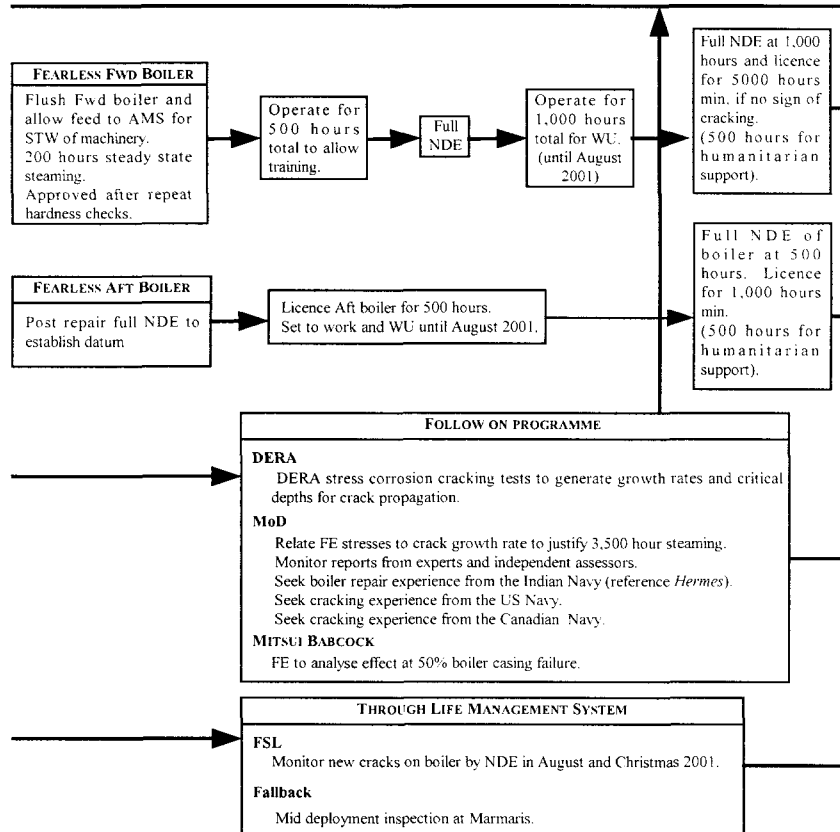 FEARLESS FWD BOILER
Flush Fwd boiler and
allow feed to AMS for
STW of machinery.
200 hours steady state
steaming.
Approved after repeat
hardness checks.
Operate for
500 hours
total to allow
training.
Full
NDE
Operate for
1,000 hours
total for WU.
(until August
2001)
Full NDE at 1,000
hours and licence
for 5000 hours
min. if no sign of
cracking.
(500 hours for
humanitarian
support).
FEARLESS AFT BOILER
Post repair full NDE to
establish datum
Licence Aft boiler for 500 hours.
Set to work and WU until August 2001.
Full NDE of
boiler at 500
hours. Licence
for 1,000 hours
min.
(500 hours for
humanitarian
support).
FOLLOW ON PROGRAMME
DERA
DERA stress corrosion cracking tests to generate growth rates and critical
depths for crack propagation.
MoD
Relate FE stresses to crack growth rate to justify 3,500 hour steaming.
Monitor reports from experts and independent assessors.
Seek boiler repair experience from the Indian Navy (reference Hermes).
Seek cracking experience from the US Navy.
Seek cracking experience from the Canadian Navy.
MITSUI BABCOCK
FE to analyse effect at 50% boiler casing failure.
THROUGH LIFE MANAGEMENT SYSTEM
FSL
Monitor new cracks on boiler by NDE in August and Christmas 2001.
Fallback
Mid deployment inspection at Marmaris.